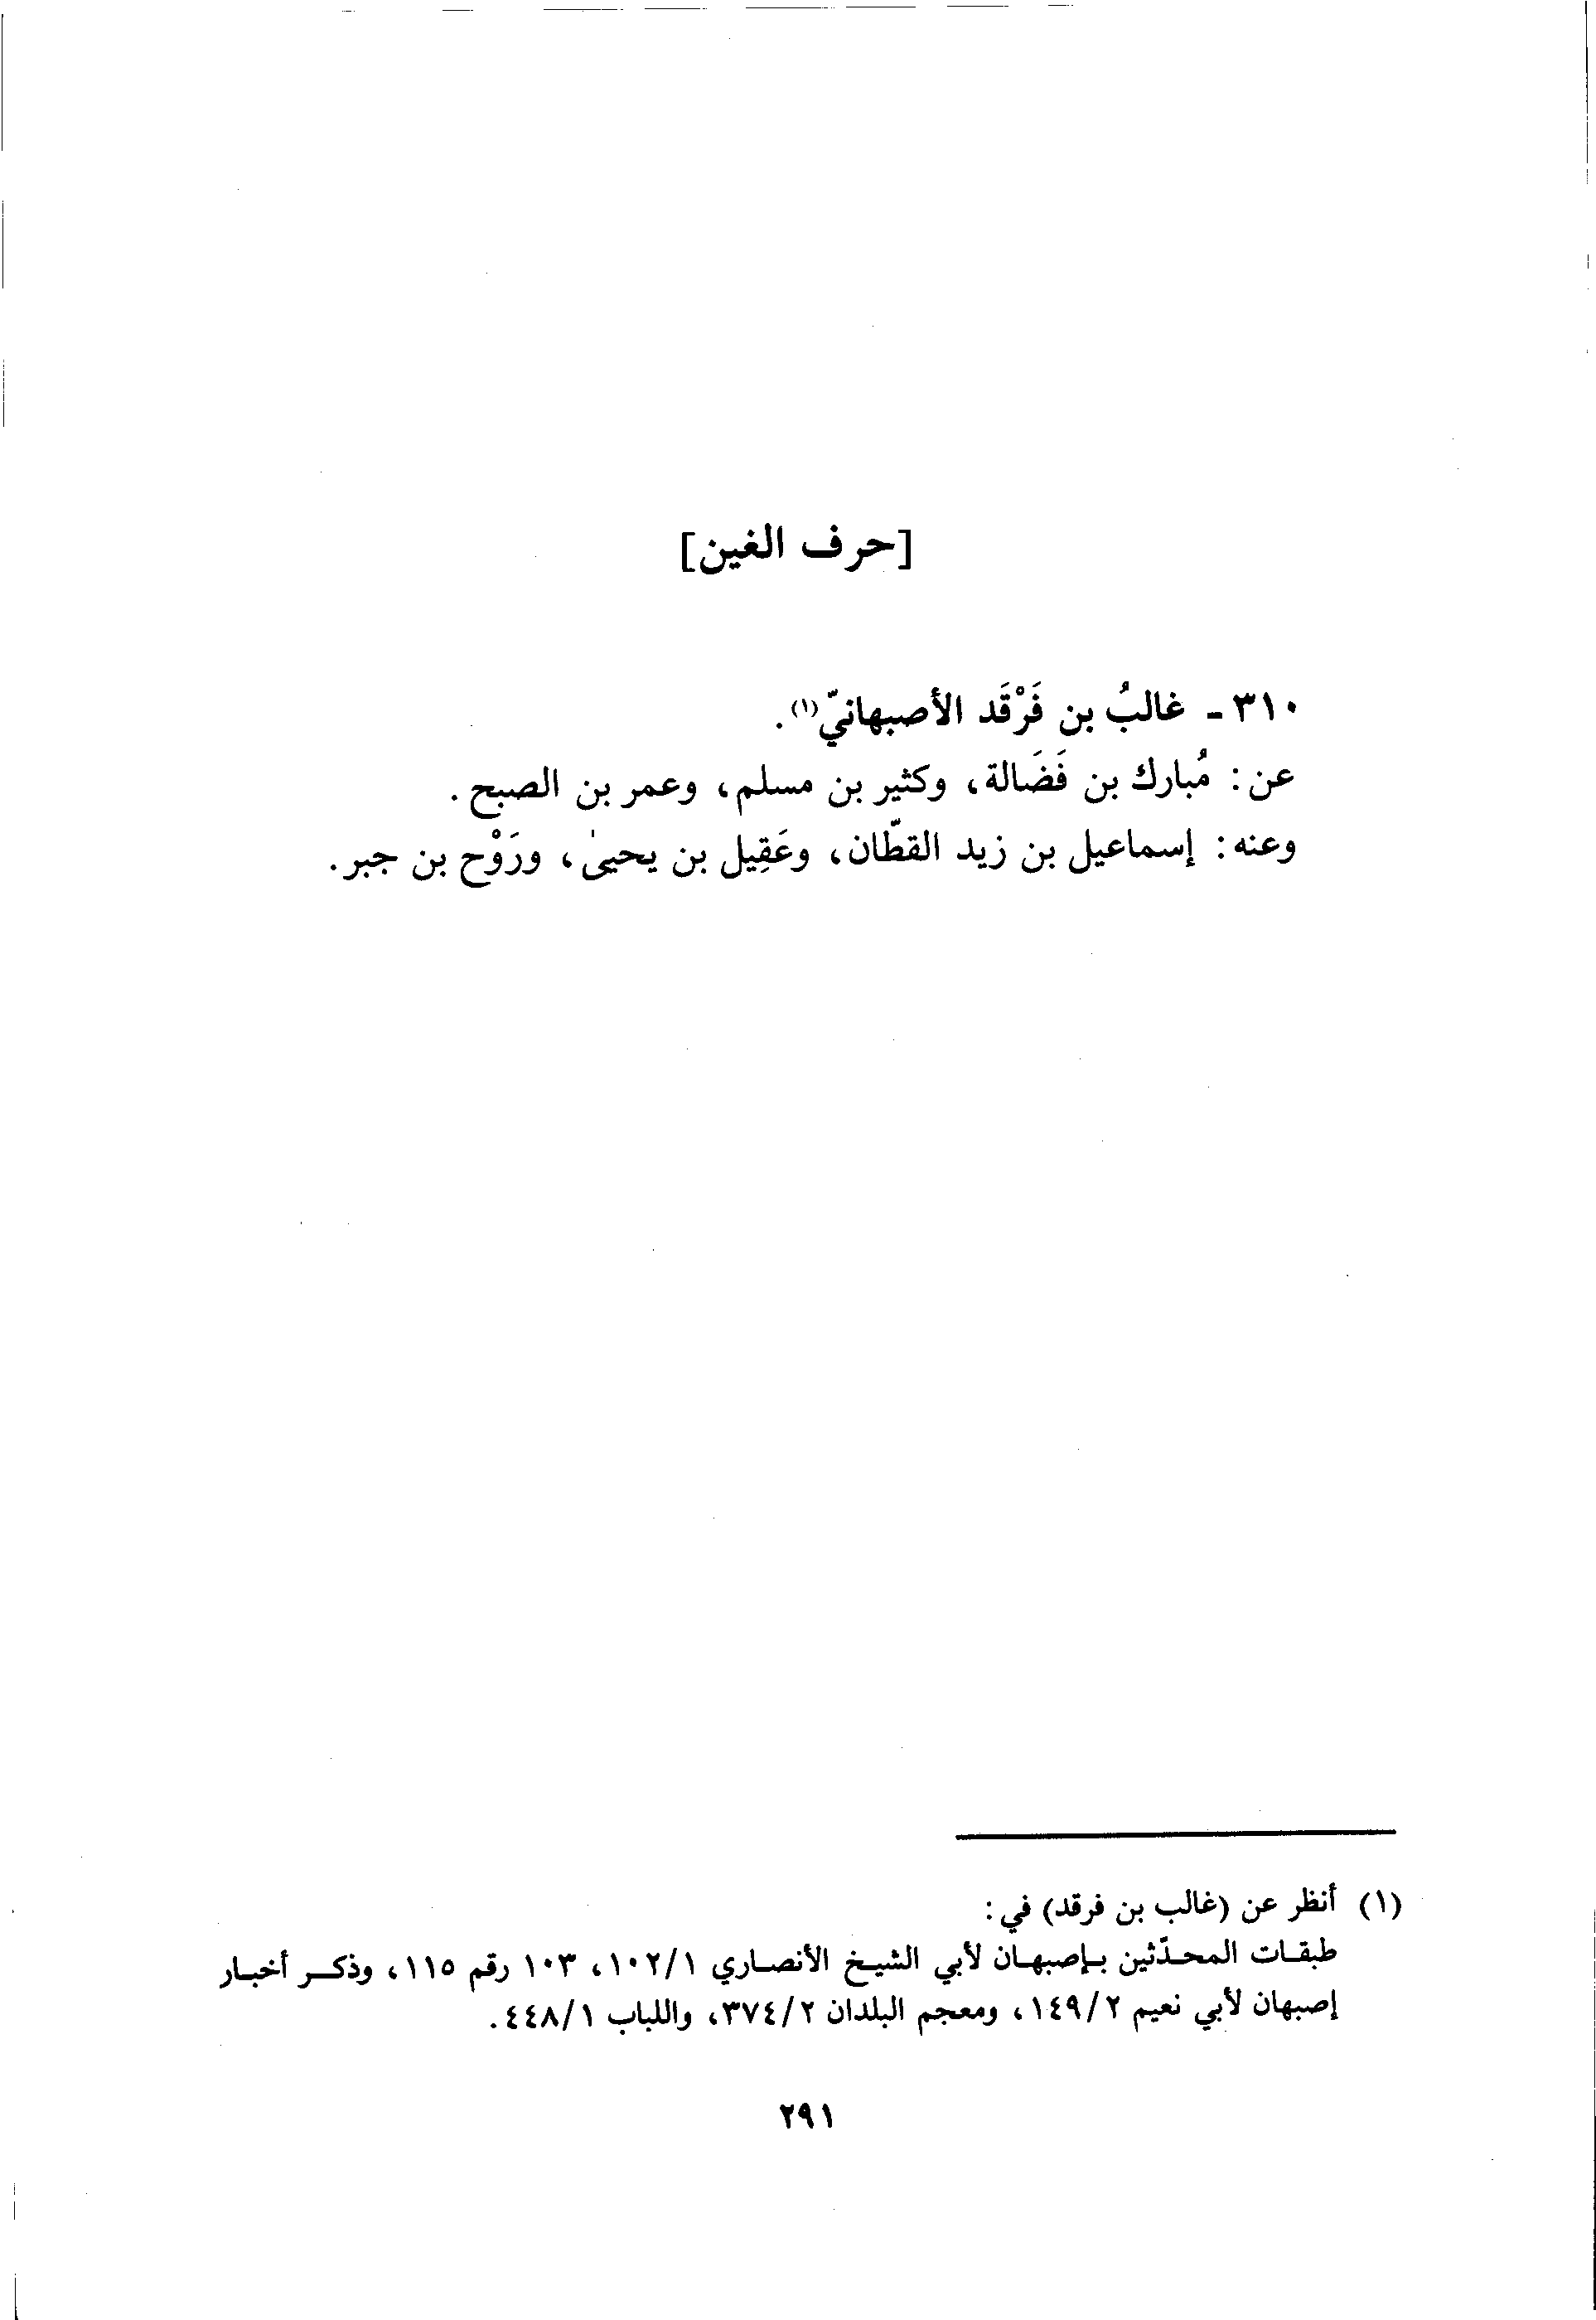 [حرف الغين]
٣١٠ - غالبُ بن فَرْقَد الأصبهانيّ(١).
عن: مُبارك بن فَضَالة، وكثير بن مسلم، وعمر بن الصبح.
وعنه: إسماعيل بن زيد القطّان، وعَقِيل بن يحيىٰ، ورَوْح بن جبر.
(١) أنظر عن (غالب بن فرقد) في:
طبقات المحدّثين بإصبهان لأبي الشيخ الأنصاري ١/١٠٢، ١٠٣ رقم ١١٥، وذكر أخبار
إصبهان لأبي نعيم ٢/١٤٩، ومعجم البلدان ٢/٣٧٤، واللباب ١/٤٤٨.
٢٩١